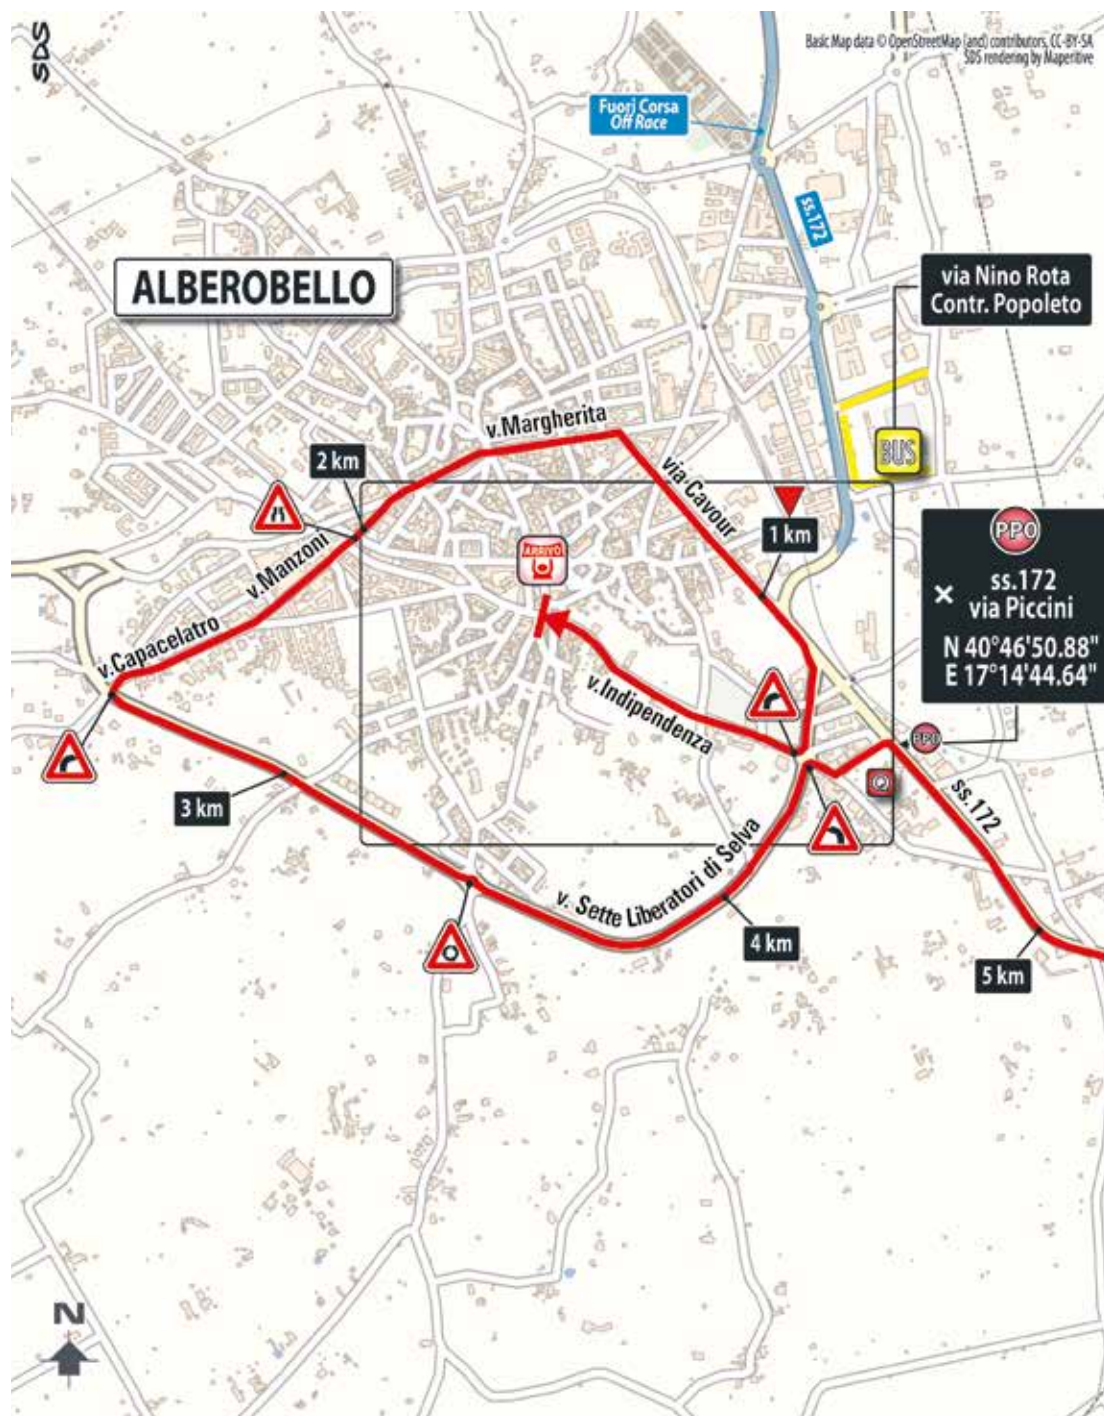 SDS
Basic Map data © OpenStreetMap (and) contributors, CC-BY-SA
SDS rendering by Maperitive
Fuori Corsa
Off Race
ss.172
ALBEROBELLO
via Nino Rota
Contr. Popoleto
v.Margherita
2 km
via Cavour
BUS
1 km
PPO
ss.172
via Piccini
N 40°46'50.88"
E 17°14'44.64"
ARRIVO
v.Manzoni
v.Capacelatro
v.Indipendenza
PPO
ss.172
3 km
v. Sette Liberatori di Selva
4 km
5 km
N